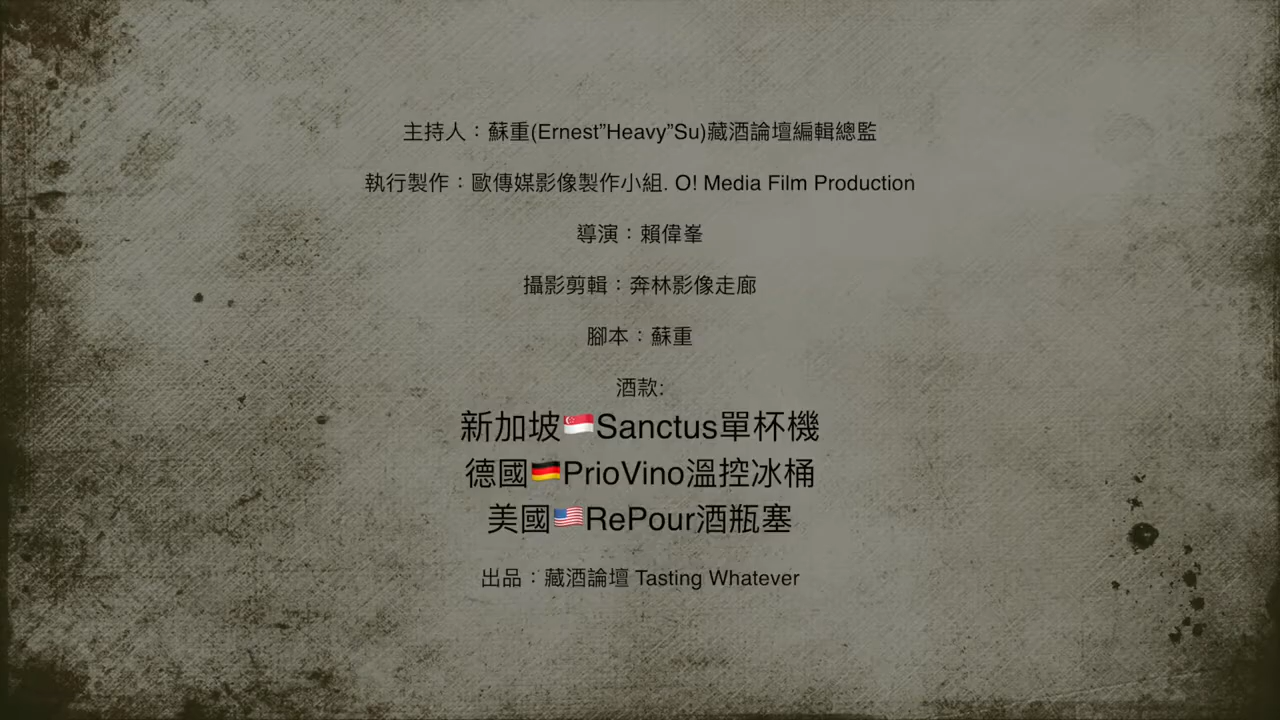 主持人：蘇重(Ernest”Heavy”Su)藏酒論壇編輯總監
執行製作：歐傳媒影像製作小組. O! Media Film Production
導演：賴偉峯
攝影剪輯：奔林影像走廊
腳本：蘇重
酒款:
新加坡🇸🇬Sanctus單杯機
德國🇩🇪PrioVino溫控冰桶
美國🇺🇸RePour酒瓶塞
出品：藏酒論壇 Tasting Whatever